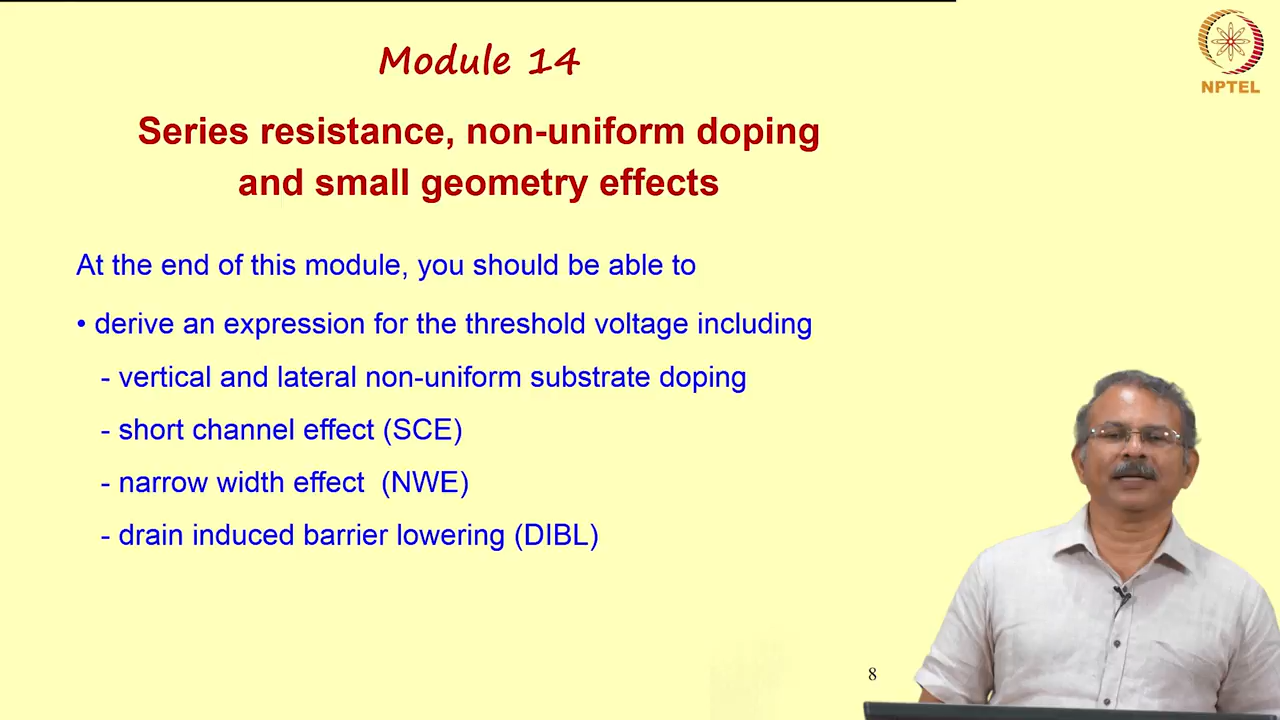 Module 14
Series resistance, non-uniform doping
and small geometry effects
At the end of this module, you should be able to
• derive an expression for the threshold voltage including
- vertical and lateral non-uniform substrate doping
- short channel effect (SCE)
- narrow width effect (NWE)
- drain induced barrier lowering (DIBL)
8
NPTEL